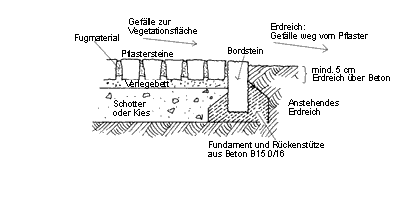 Gefälle zur
Vegetationsfläche
Erdreich:
Gefälle weg vom Pflaster
Fugmaterial
Pflastersteine
Bordstein
mind. 5 cm
Erdreich über Beton
Verlegebett
Schotter
oder Kies
Anstehendes
Erdreich
Fundament und Rückenstütze
aus Beton B15 0/16